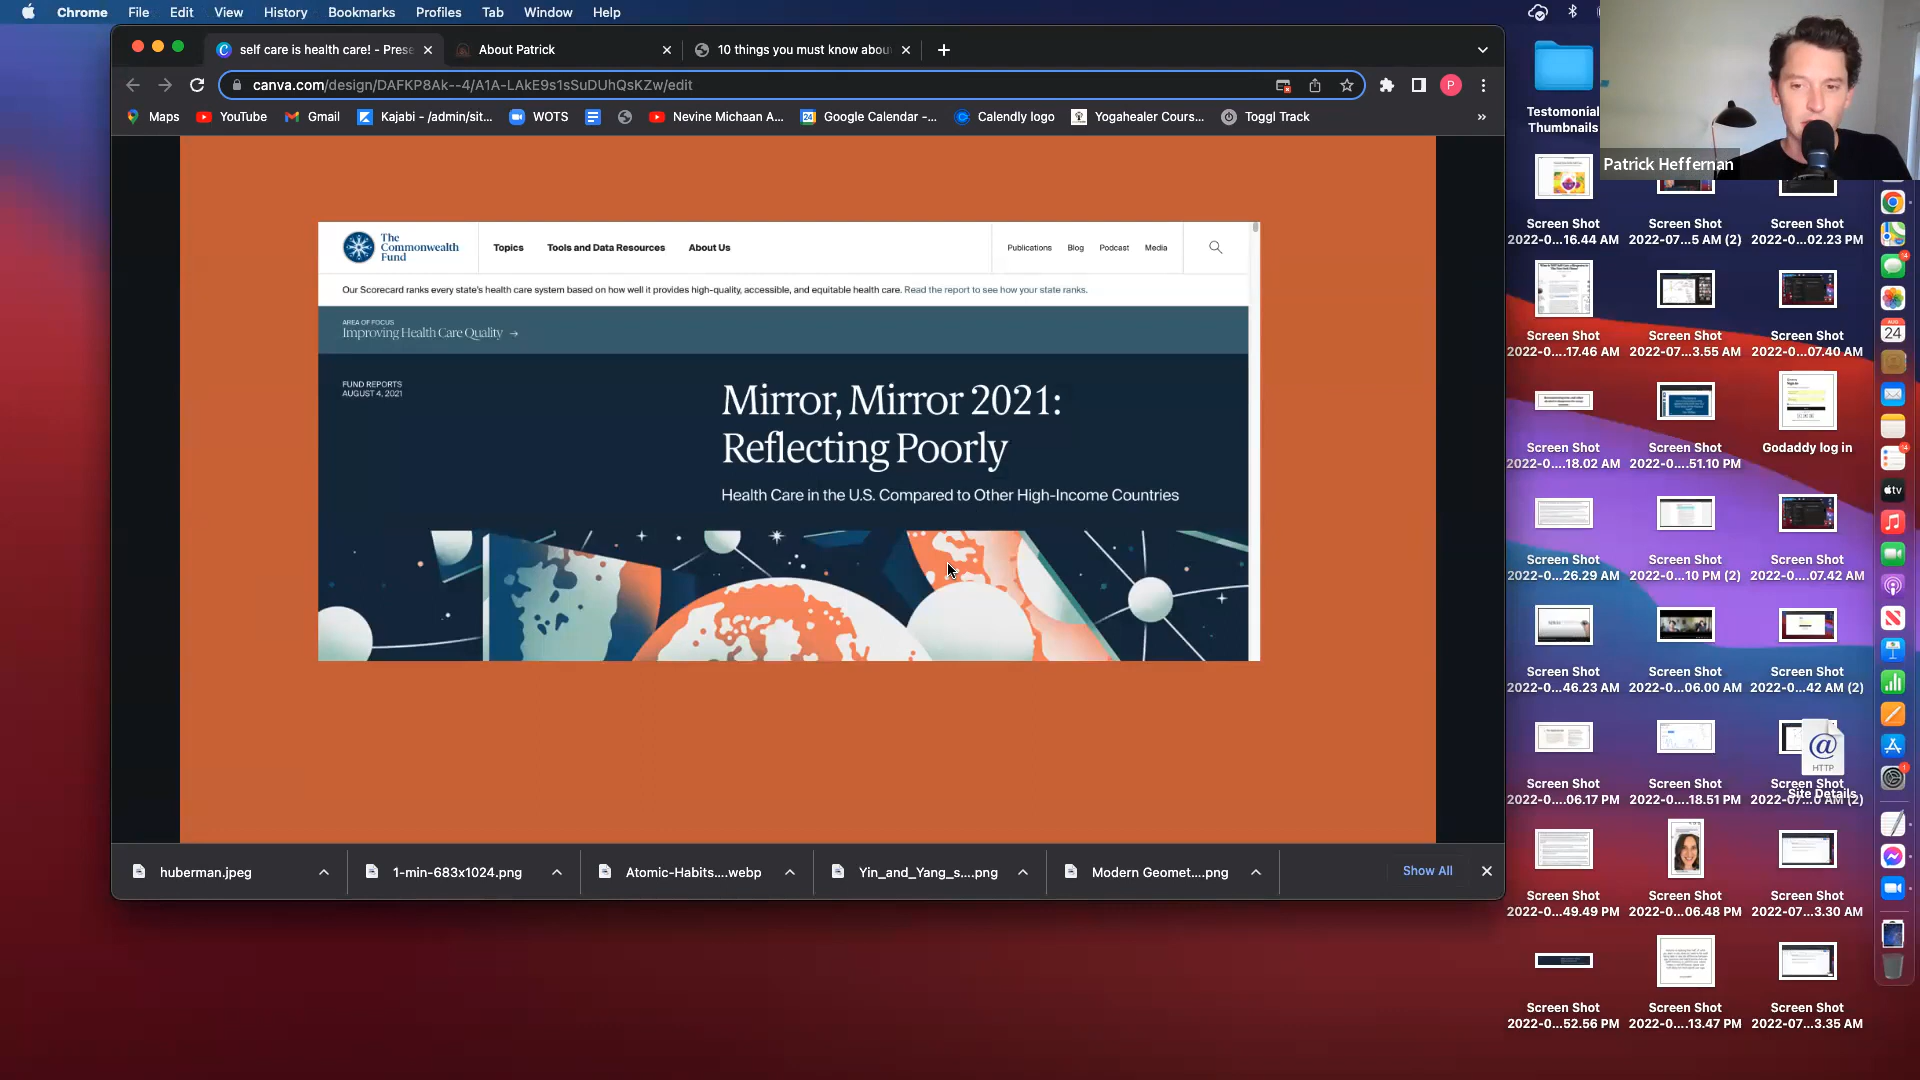 Chrome File Edit View History Bookmarks Profiles Tab Window Help
self care is health care! - Prese
About Patrick
10 things you must know abou
canva.com/design/DAFKP8Ak--4/A1A-LAkE9s1sSuDUhQsKZw/edit
P
Maps YouTube Gmail Kajabi - /admin/sit... WOTS Nevine Michaan A... Google Calendar -... Calendly logo Yogahealer Cours... Toggl Track »
The Commonwealth Fund
Topics Tools and Data Resources About Us
Publications Blog Podcast Media
Our Scorecard ranks every state's health care system based on how well it provides high-quality, accessible, and equitable health care. Read the report to see how your state ranks.
AREA OF FOCUS
Improving Health Care Quality →
FUND REPORTS
AUGUST 4, 2021
Mirror, Mirror 2021:
Reflecting Poorly
Health Care in the U.S. Compared to Other High-Income Countries
huberman.jpeg
1-min-683x1024.png
Atomic-Habits....webp
Yin_and_Yang_s....png
Modern Geomet....png
Show All
Patrick Heffernan
Testomonial
Thumbnails
Screen Shot
2022-0...16.44 AM
Screen Shot
2022-07...5 AM (2)
Screen Shot
2022-0...02.23 PM
Screen Shot
2022-0....17.46 AM
Screen Shot
2022-07...3.55 AM
Screen Shot
2022-0...07.40 AM
Screen Shot
2022-0....18.02 AM
Screen Shot
2022-0....51.10 PM
Godaddy log in
Screen Shot
2022-0...26.29 AM
Screen Shot
2022-0...10 PM (2)
Screen Shot
2022-0....07.42 AM
Screen Shot
2022-0...46.23 AM
Screen Shot
2022-0...06.00 AM
Screen Shot
2022-0...42 AM (2)
Screen Shot
2022-0....06.17 PM
Screen Shot
2022-0....18.51 PM
Screen Shot
HTTP
Site Details
Screen Shot
2022-0...49.49 PM
Screen Shot
2022-0...06.48 PM
Screen Shot
2022-07...3.30 AM
Screen Shot
2022-0...52.56 PM
Screen Shot
2022-0....13.47 PM
Screen Shot
2022-07...3.35 AM
24
tv